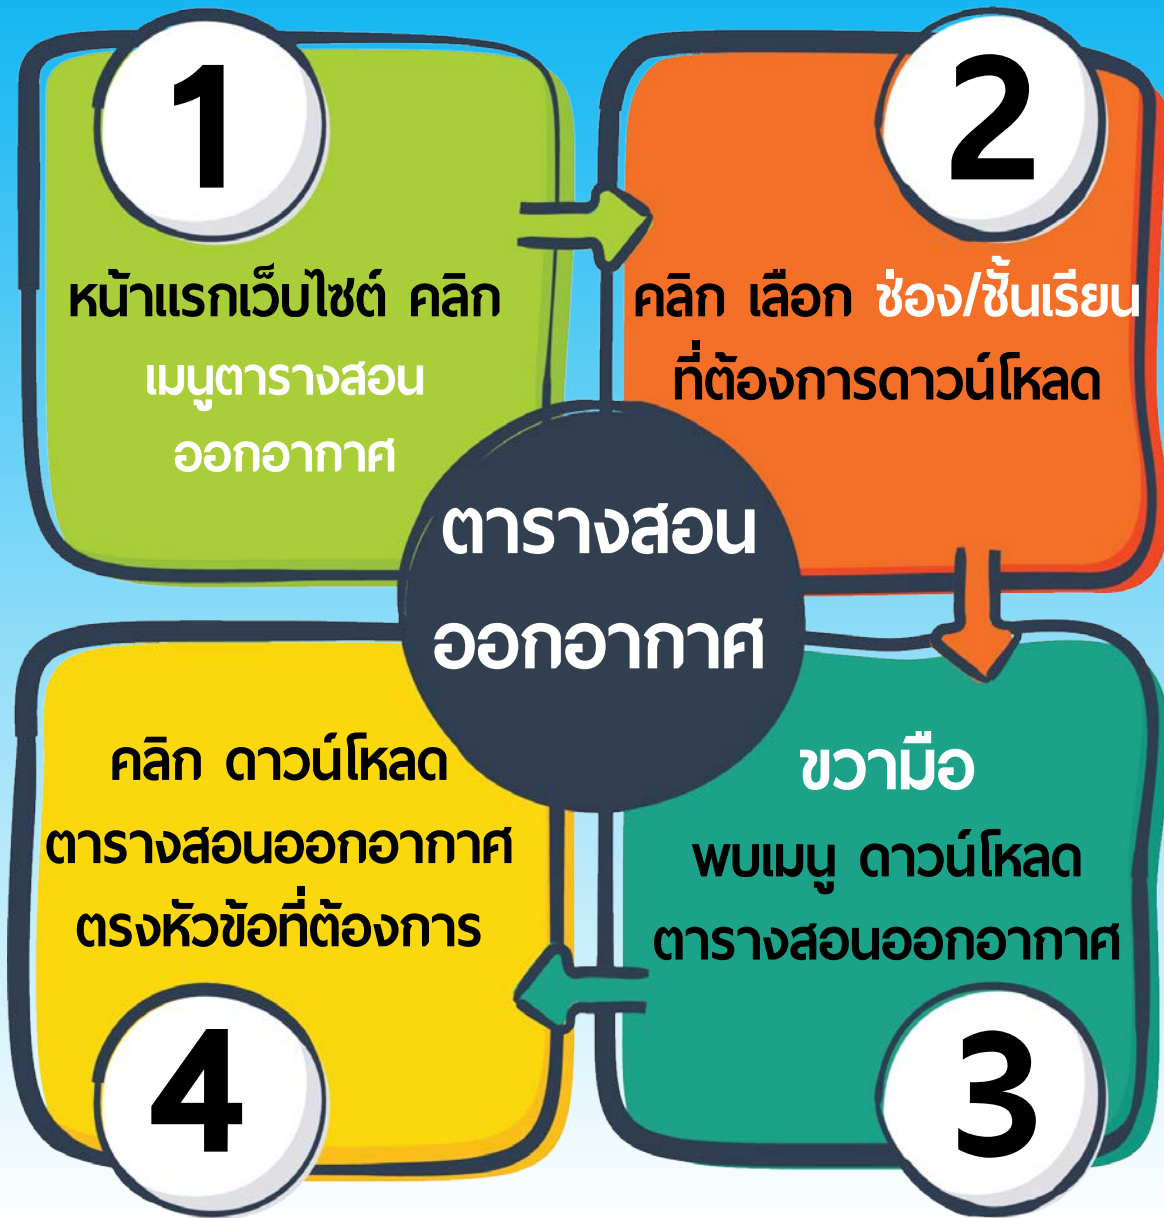 1
หน้าแรกเว็บไซต์ คลิก
เมนูตารางสอน
ออกอากาศ
2
คลิก เลือก ช่อง/ชั้นเรียน
ที่ต้องการดาวน์โหลด
ตารางสอน
ออกอากาศ
ขวามือ
พบเมนู ดาวน์โหลด
ตารางสอนออกอากาศ
3
คลิก ดาวน์โหลด
ตารางสอนออกอากาศ
ตรงหัวข้อที่ต้องการ
4